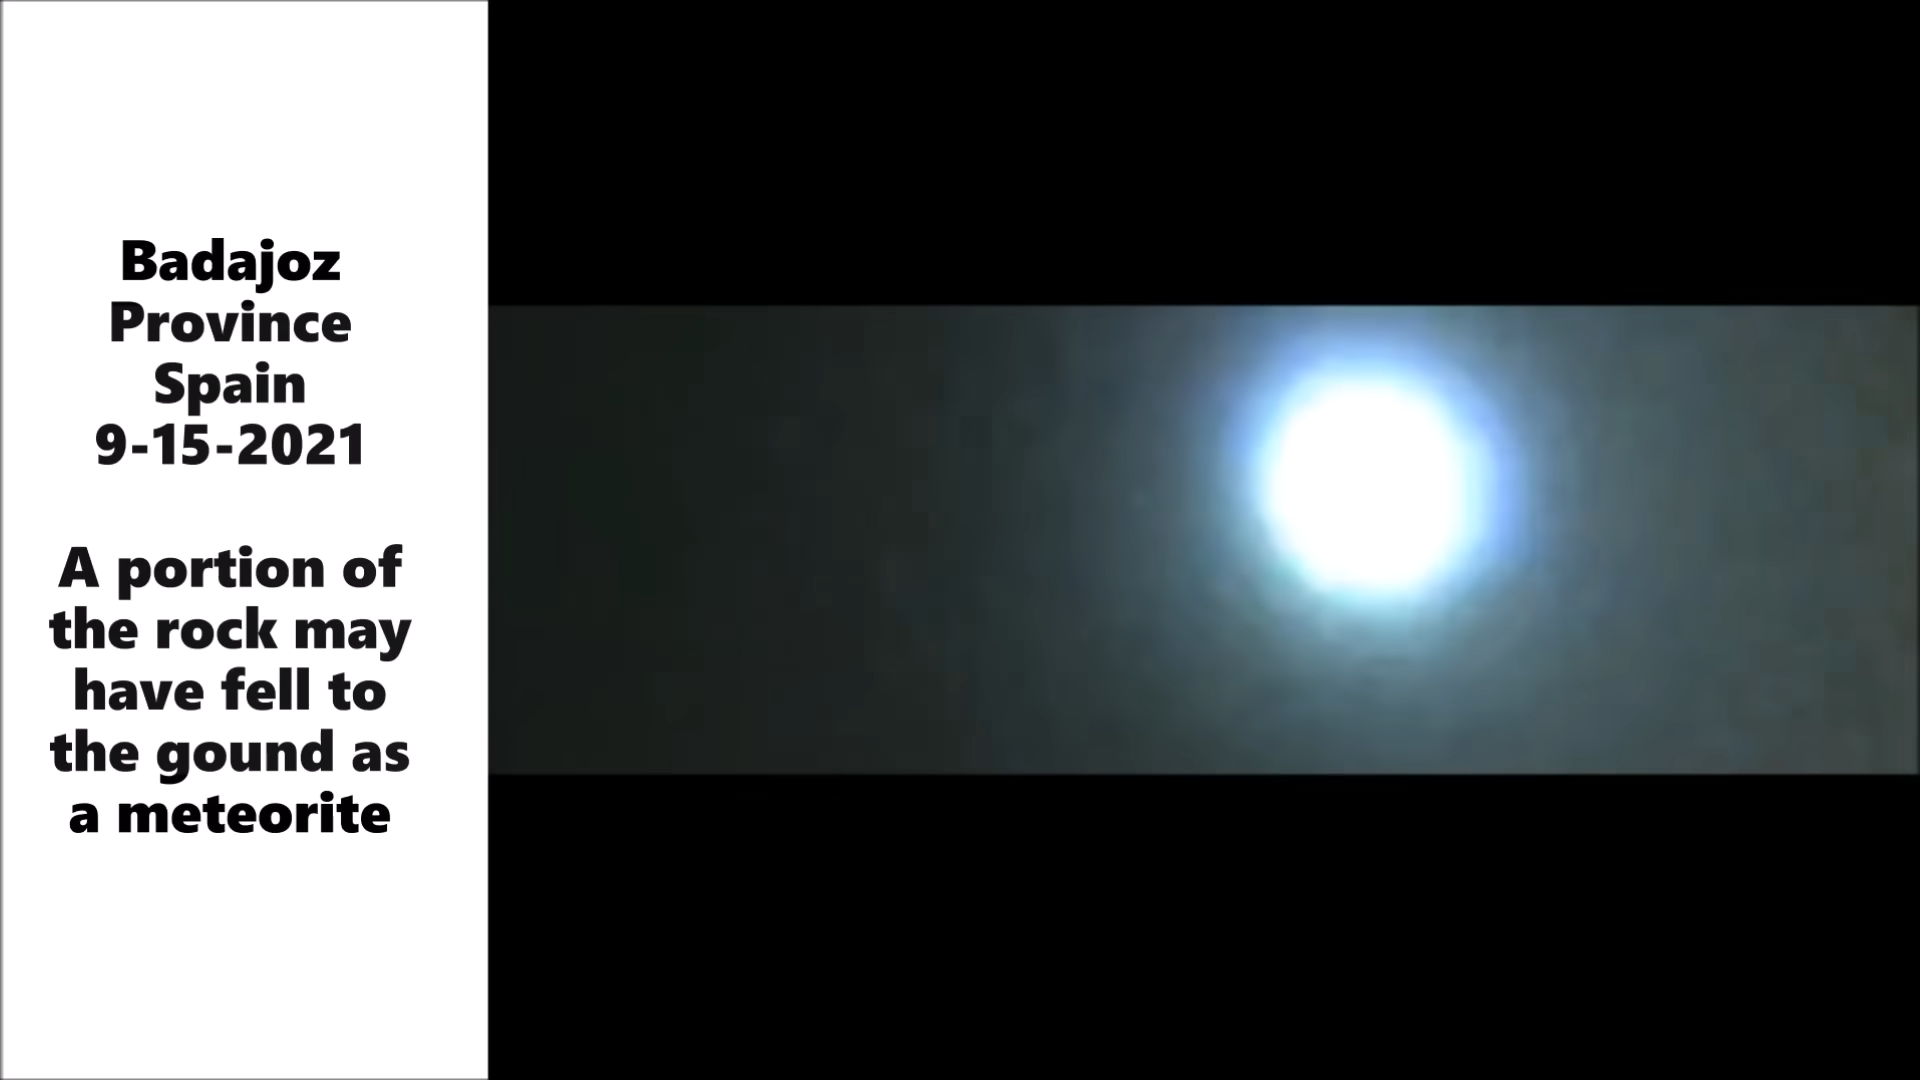 Badajoz
Province
Spain
9-15-2021
A portion of
the rock may
have fell to
the gound as
a meteorite